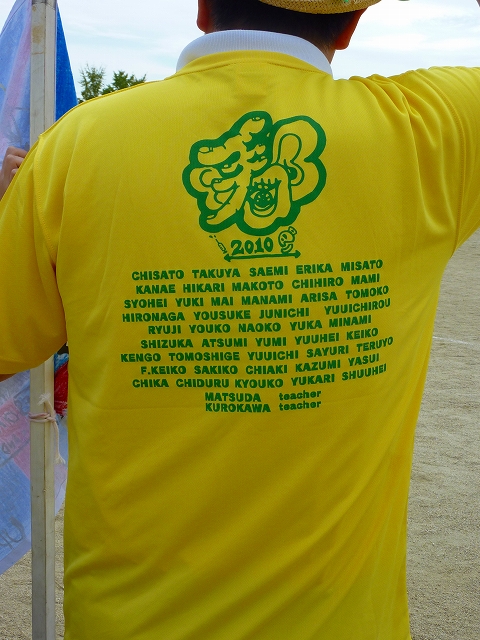 2010
CHISATO TAKUYA SAEMI ERIKA MISATO
KANAE HIKARI MAKOTO CHIHIRO MAMI
SYOHEI YUKI MAI MANAMI ARISA TOMOKO
HIRONAGA YOUSUKE JUNICHI YUUICHIROU
RYUJI YOUKO NAOKO YUKA MINAMI
SHIZUKA ATSUMI YUMI YUUHEI KEIKO
KENGO TOMOSHIGE YUUICHI SAYURI TERUYO
F.KEIKO SAKIKO CHIAKI KAZUMI YASUI
CHIKA CHIDURU KYOUKO YUKARI SHUUHEI
MATSUDA teacher
KUROKAWA teacher